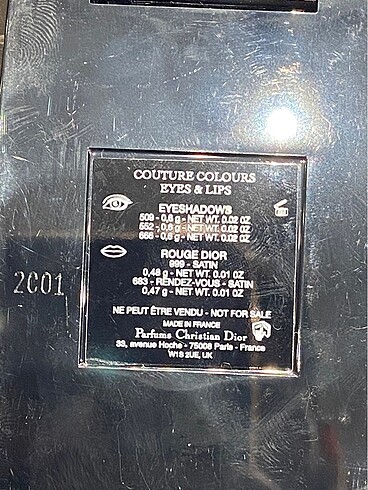 COUTURE COLOURS
EYES & LIPS
EYESHADOWS
509 - 0,6 g - NET WT. 0.02 OZ
552 - 0,6 g - NET WT. 0.02 OZ
666 - 0,6 g - NET WT. 0.02 OZ
ROUGE DIOR
999 - SATIN
0,48 g - NET WT. 0.01 OZ
663 - RENDEZ-VOUS - SATIN
0,47 g - NET WT. 0.01 OZ
2C01
NE PEUT ÊTRE VENDU - NOT FOR SALE
MADE IN FRANCE
Parfums Christian Dior
33, avenue Hoche - 75008 Paris - France
W1S 2UE, UK